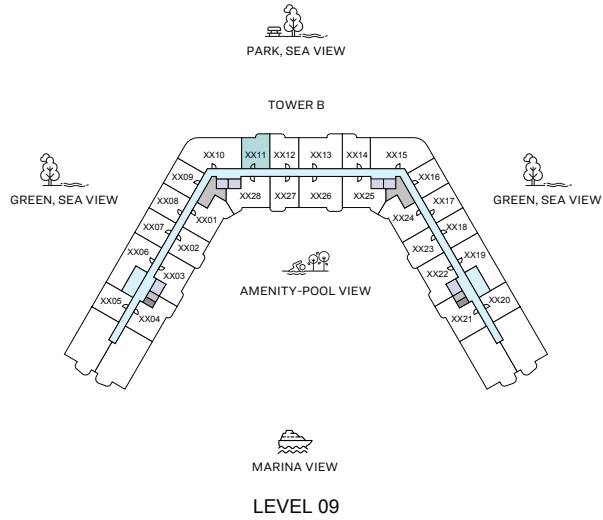 PARK, SEA VIEW
TOWER B
XX10
XX11
XX12
XX13
XX14
XX15
XX09
XX16
XX08
XX17
XX07
XX18
XX06
XX19
XX05
XX20
XX01
XX28
XX27
XX26
XX25
XX24
XX02
XX23
XX03
XX22
XX04
XX21
GREEN, SEA VIEW
GREEN, SEA VIEW
AMENITY-POOL VIEW
MARINA VIEW
LEVEL 09